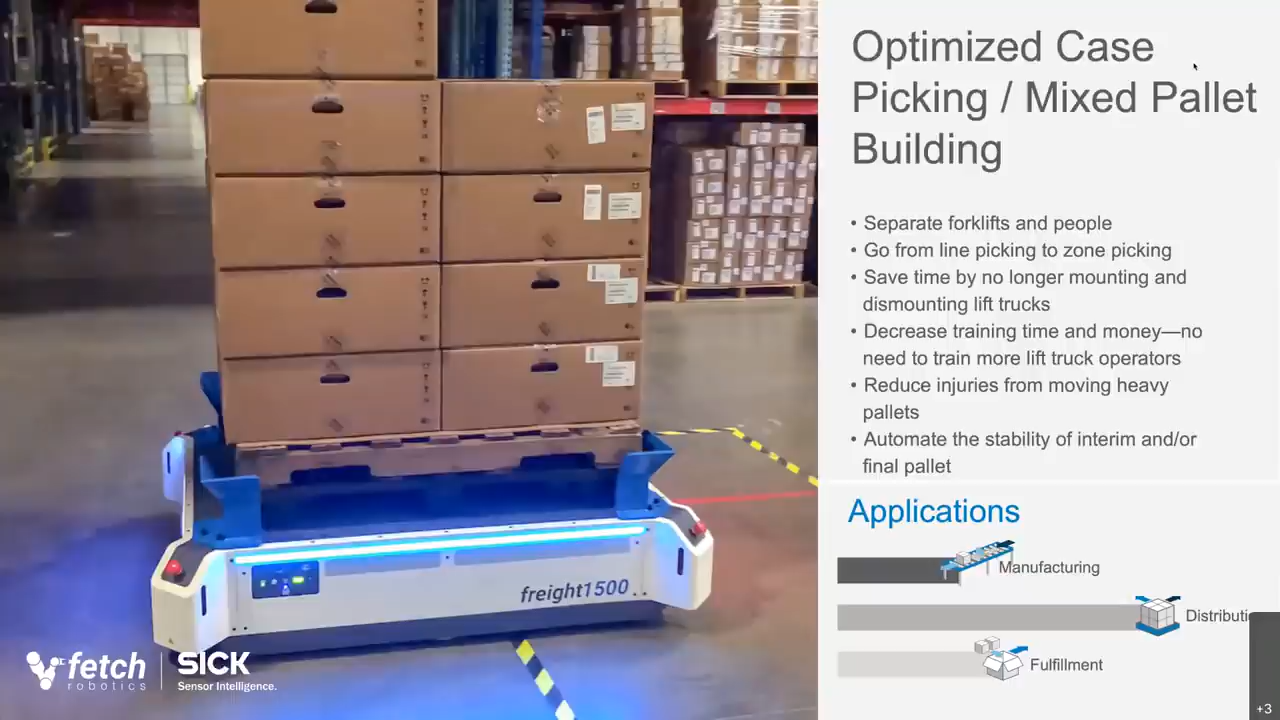 Optimized Case
Picking / Mixed Pallet
Building
• Separate forklifts and people
• Go from line picking to zone picking
• Save time by no longer mounting and
dismounting lift trucks
• Decrease training time and money—no
need to train more lift truck operators
• Reduce injuries from moving heavy
pallets
• Automate the stability of interim and/or
final pallet
Applications
Manufacturing
Distributi
Fulfillment
freight1500
fetch
robotics
SICK
Sensor Intelligence.
+3